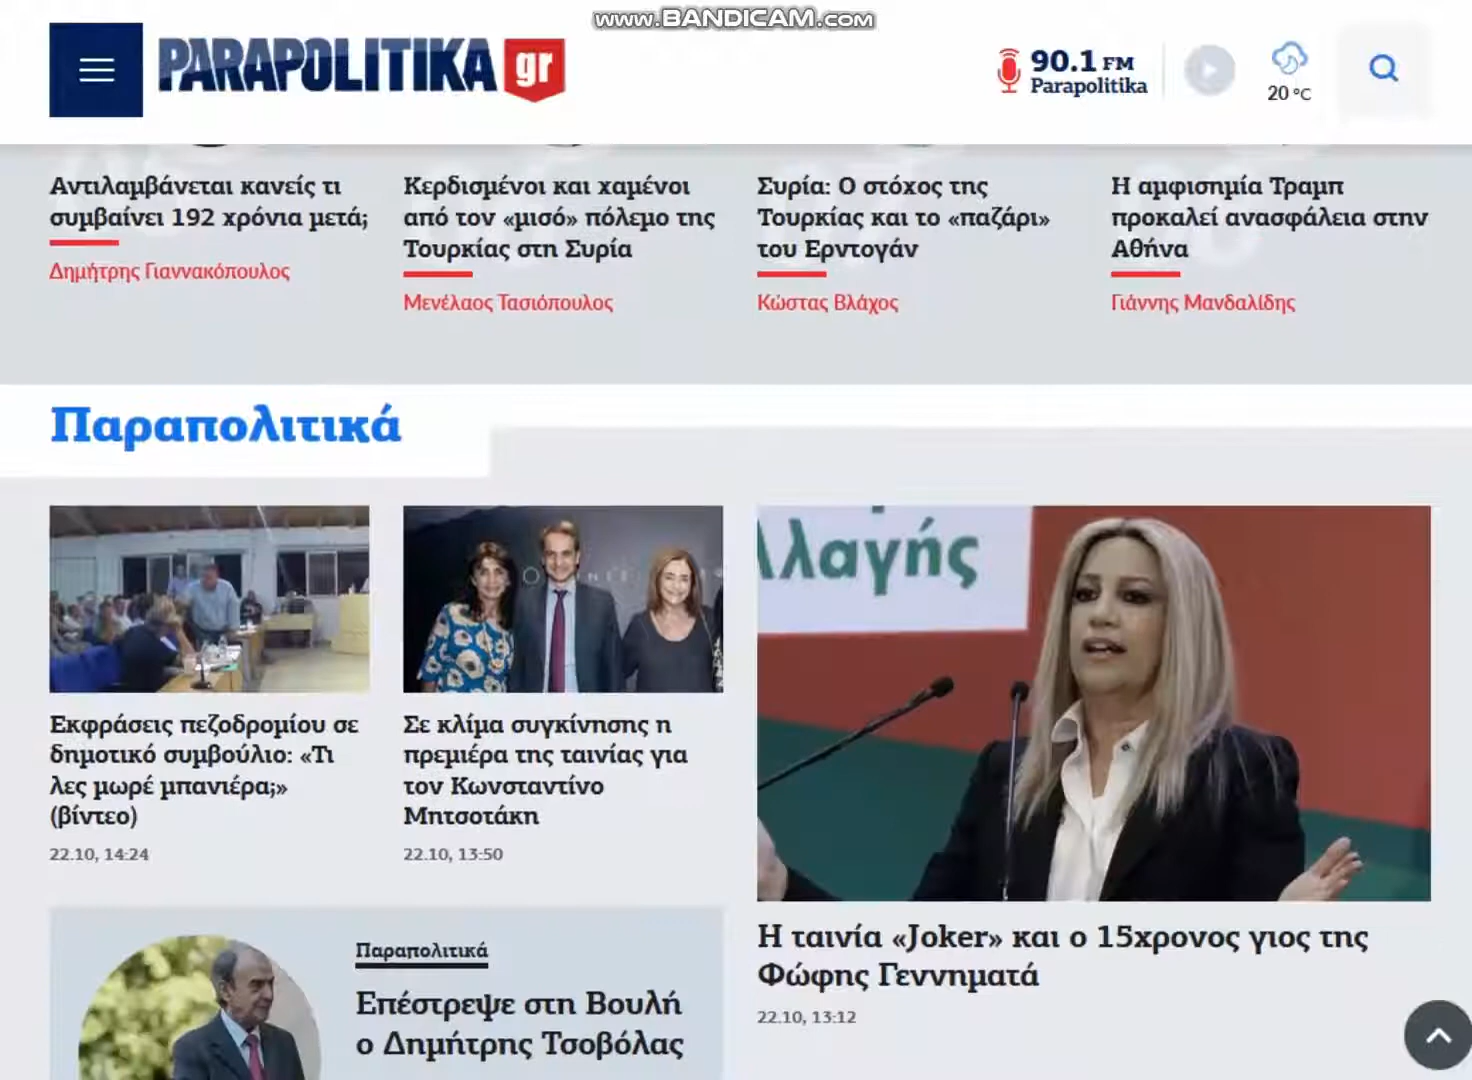 www.BANDICAM.com
PARAPOLITIKA gr
90.1 FM
Parapolitika
20 °C
Αντιλαμβάνεται κανείς τι
συμβαίνει 192 χρόνια μετά;
Δημήτρης Γιαννακόπουλος
Κερδισμένοι και χαμένοι
από τον «μισό» πόλεμο της
Τουρκίας στη Συρία
Μενέλαος Τασιόπουλος
Συρία: Ο στόχος της
Τουρκίας και το «παζάρι»
του Ερντογάν
Κώστας Βλάχος
Η αμφισημία Τραμπ
προκαλεί ανασφάλεια στην
Αθήνα
Γιάννης Μανδαλίδης
Παραπολιτικά
Εκφράσεις πεζοδρομίου σε
δημοτικό συμβούλιο: «Τι
λες μωρέ μπανιέρα;»
(βίντεο)
22.10, 14:24
Σε κλίμα συγκίνησης η
πρεμιέρα της ταινίας για
τον Κωνσταντίνο
Μητσοτάκη
22.10, 13:50
λλαγής
Η ταινία «Joker» και ο 15χρονος γιος της
Φώφης Γεννηματά
22.10, 13:12
Παραπολιτικά
Επέστρεψε στη Βουλή
ο Δημήτρης Τσοβόλας